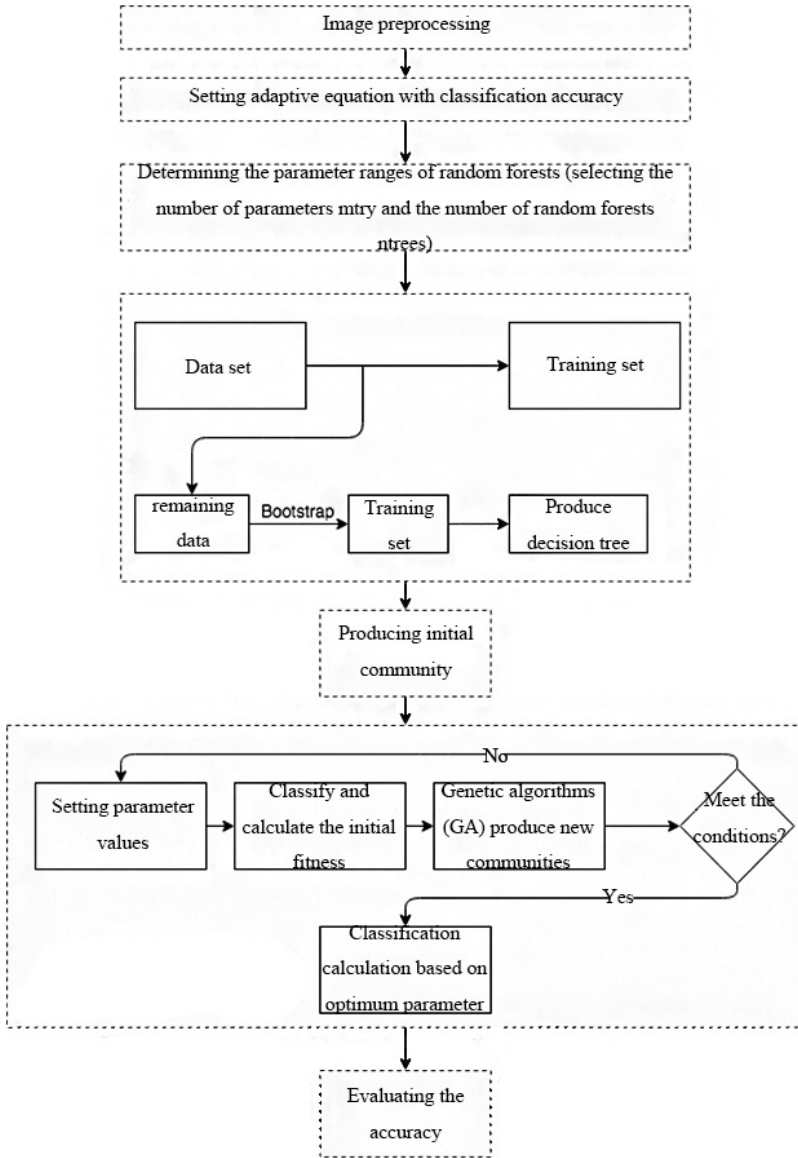 Image preprocessing
Setting adaptive equation with classification accuracy
Determining the parameter ranges of random forests (selecting the
number of parameters mtry and the number of random forests
ntrees)
Data set
Training set
remaining
data
Bootstrap
Training
set
Produce
decision tree
Producing initial
community
No
Setting parameter
values
Classify and
calculate the initial
fitness
Genetic algorithms
(GA) produce new
communities
Meet the
conditions?
Yes
Classification
calculation based on
optimum parameter
Evaluating the
accuracy